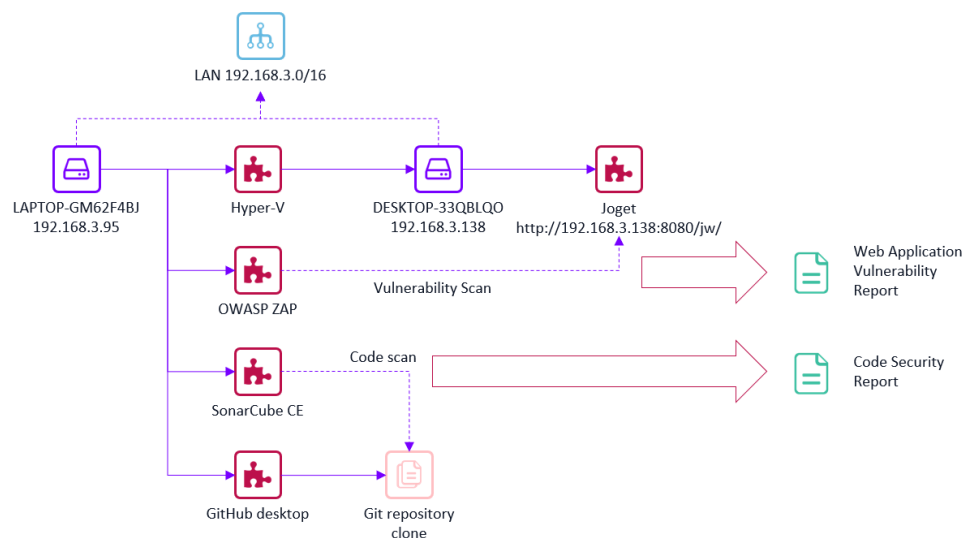 LAN 192.168.3.0/16
LAPTOP-GM62F4BJ
192.168.3.95
Hyper-V
DESKTOP-33QBLQO
192.168.3.138
Joget
http://192.168.3.138:8080/jw/
OWASP ZAP
Vulnerability Scan
Web Application
Vulnerability
Report
Code scan
SonarCube CE
Code Security
Report
GitHub desktop
Git repository
clone